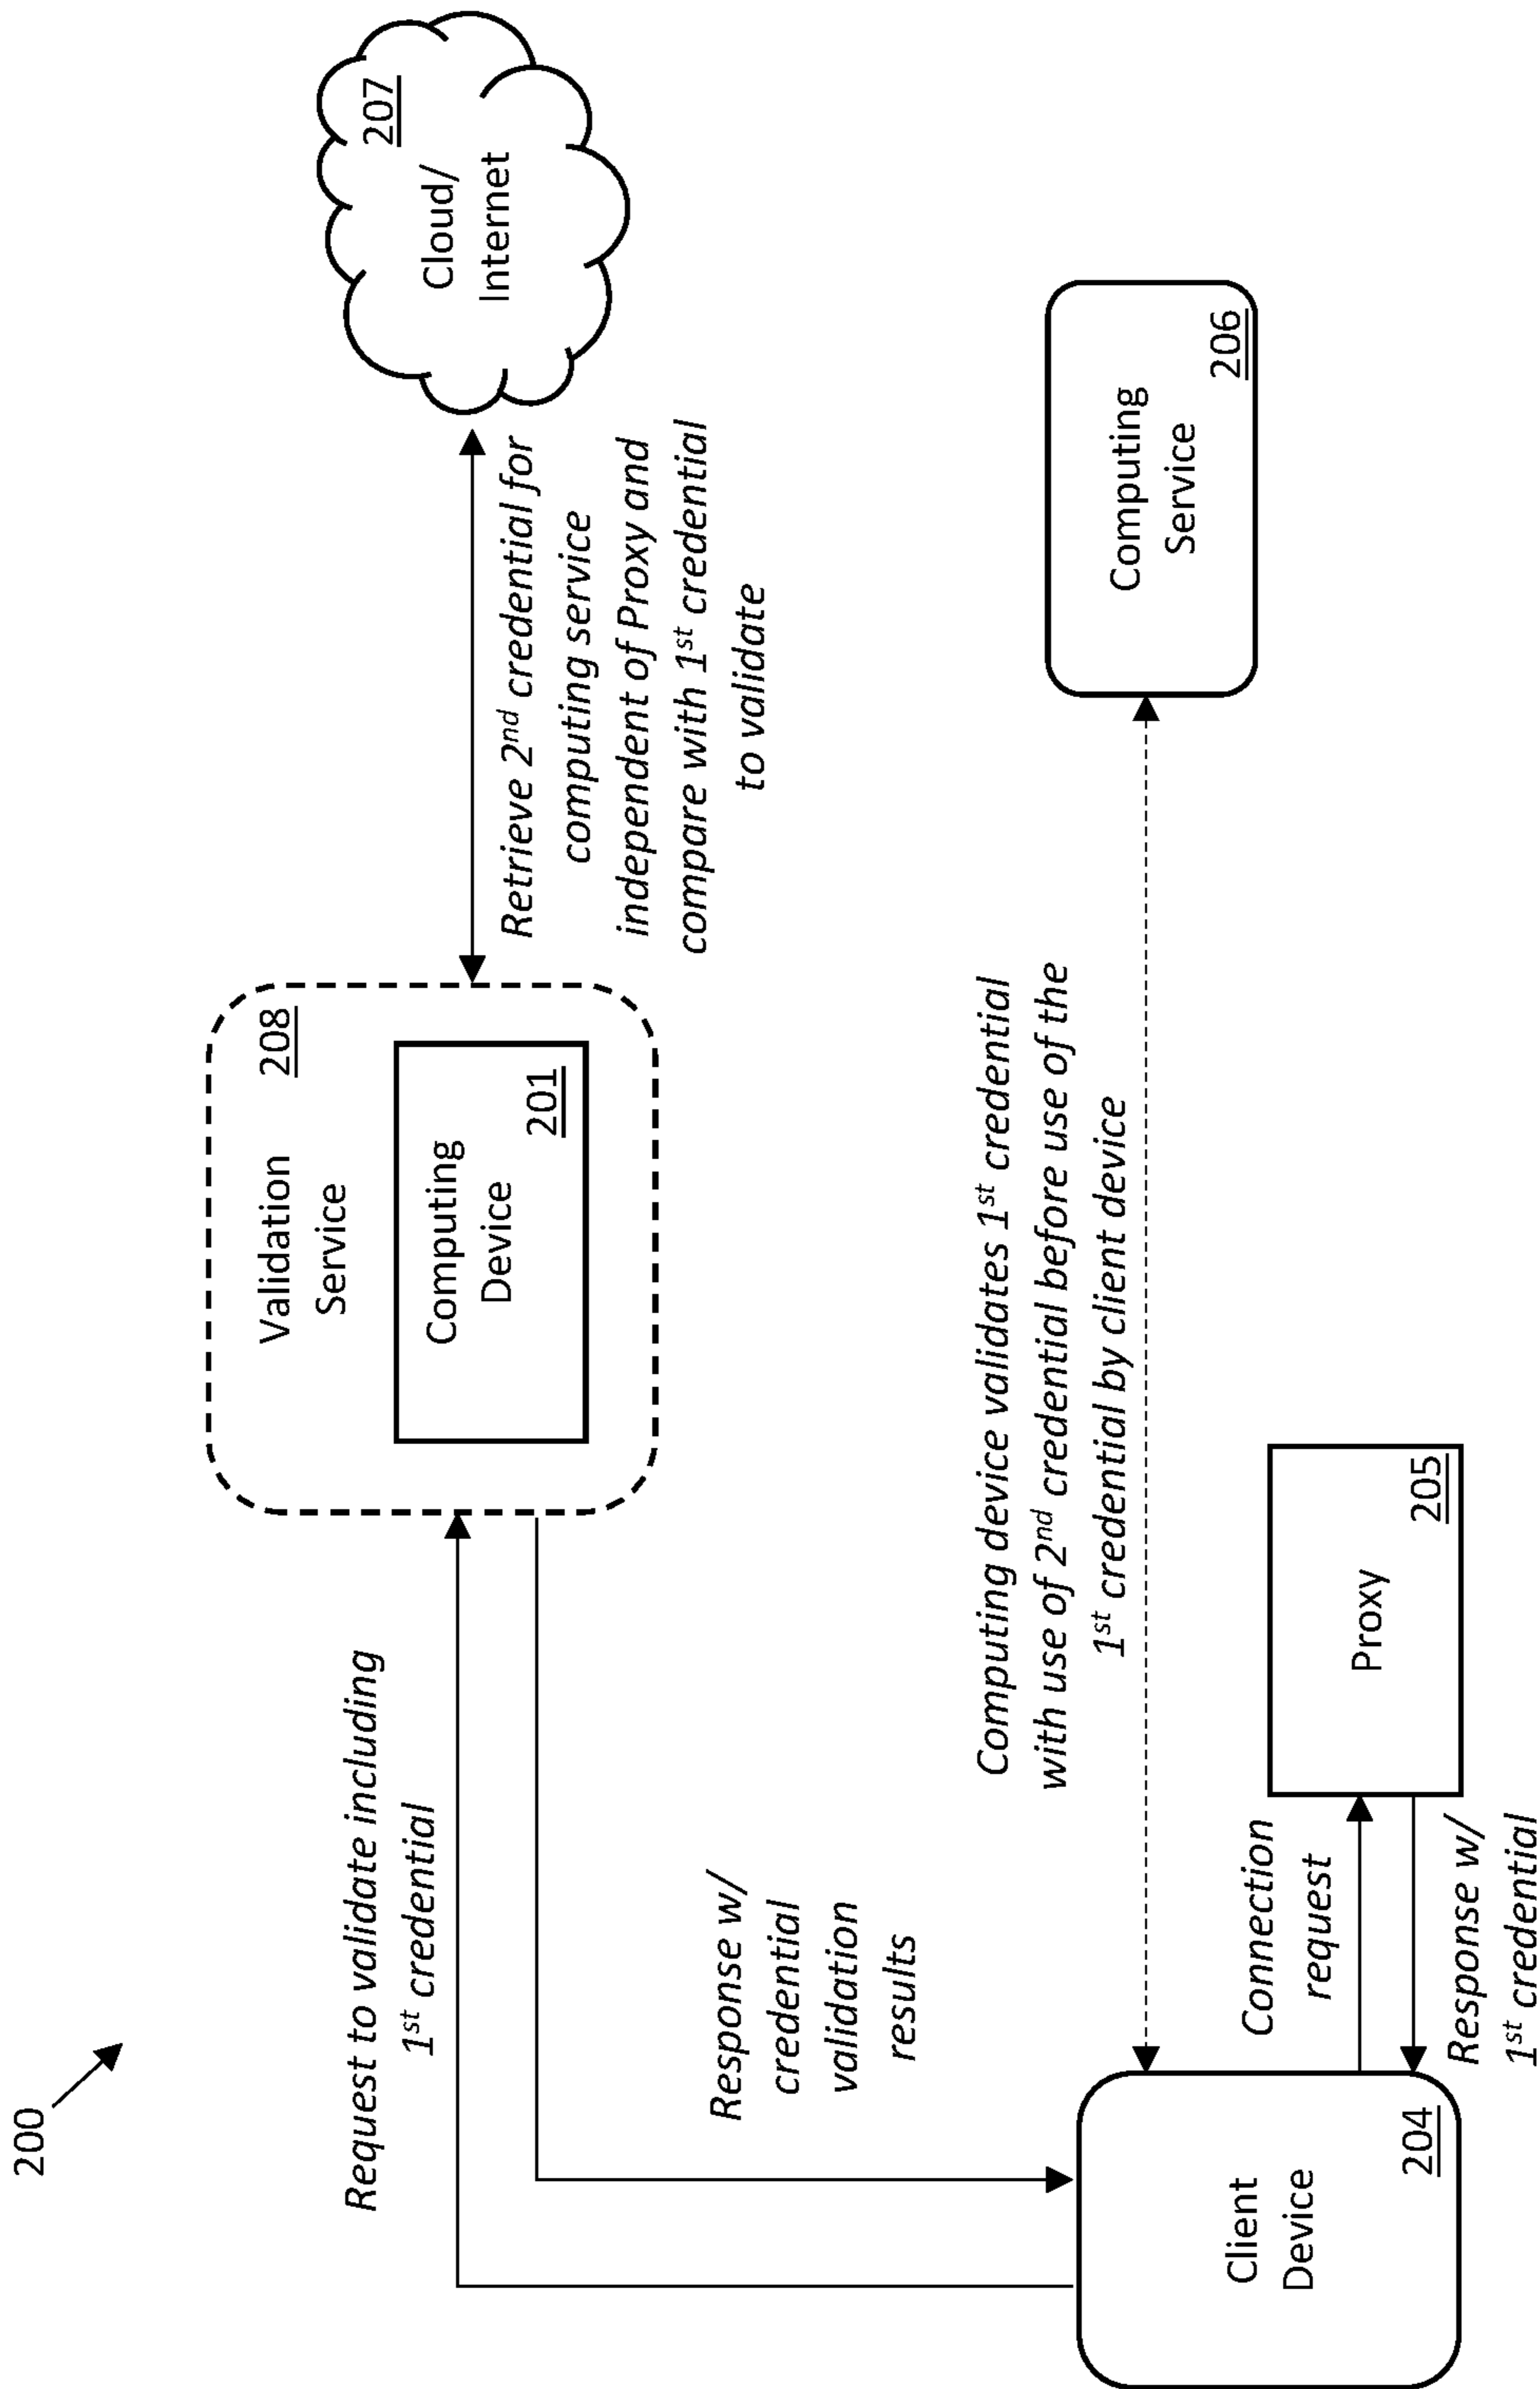 200
Request to validate including
1st credential
Validation
Service
208
Computing
Device
201
Retrieve 2nd credential for
computing service
independent of Proxy and
compare with 1st credential
to validate
207
Cloud/
Internet
Response w/
credential
validation
results
Computing device validates 1st credential
with use of 2nd credential before use of the
1st credential by client device
Computing
Service
206
Client
Device
204
Connection
request
Response w/
1st credential
Proxy
205